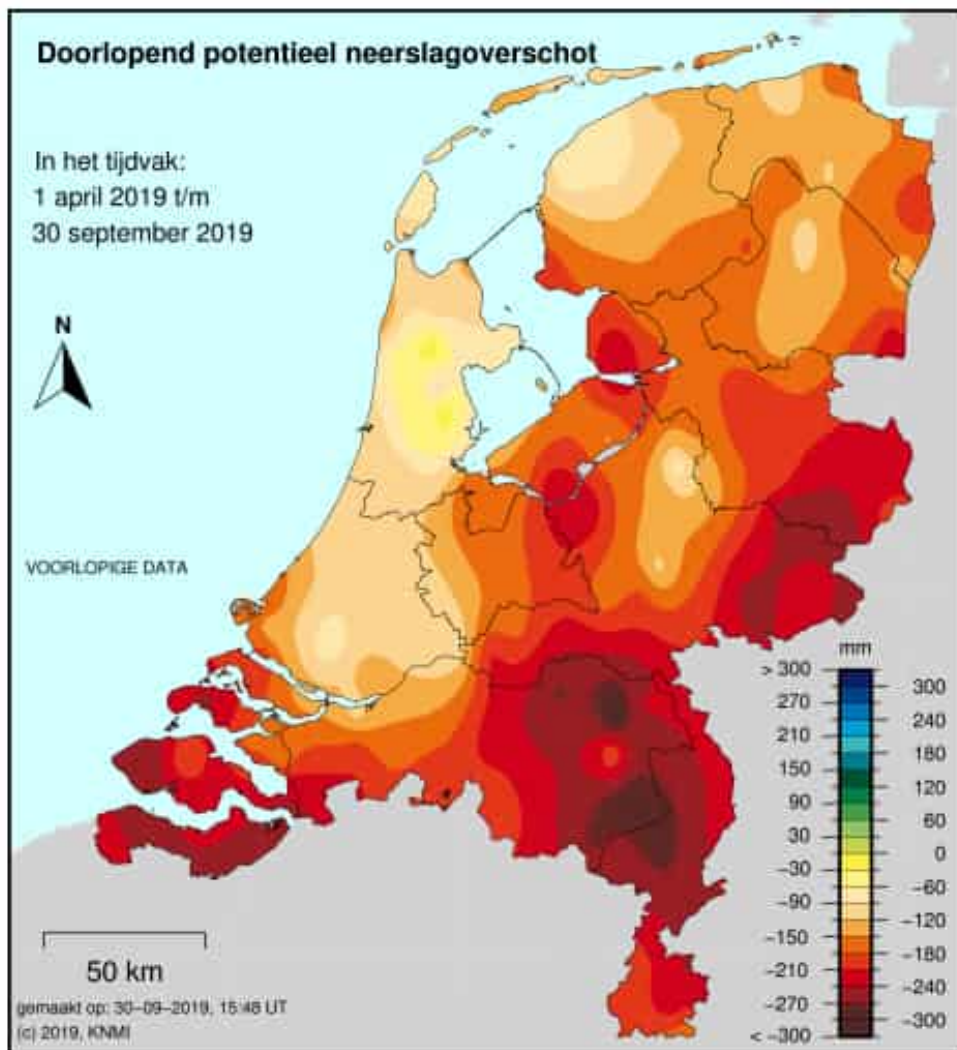 Doorlopend potentieel neerslagoverschot
In het tijdvak:
1 april 2019 t/m
30 september 2019
N
VOORLOPIGE DATA
mm
> 300
300
270
240
210
180
150
120
90
60
30
0
−30
−60
−90
−120
−150
−180
−210
−240
−270
−300
< −300
50 km
gemaakt op: 30−09−2019, 15:48 UT
(c) 2019, KNMI